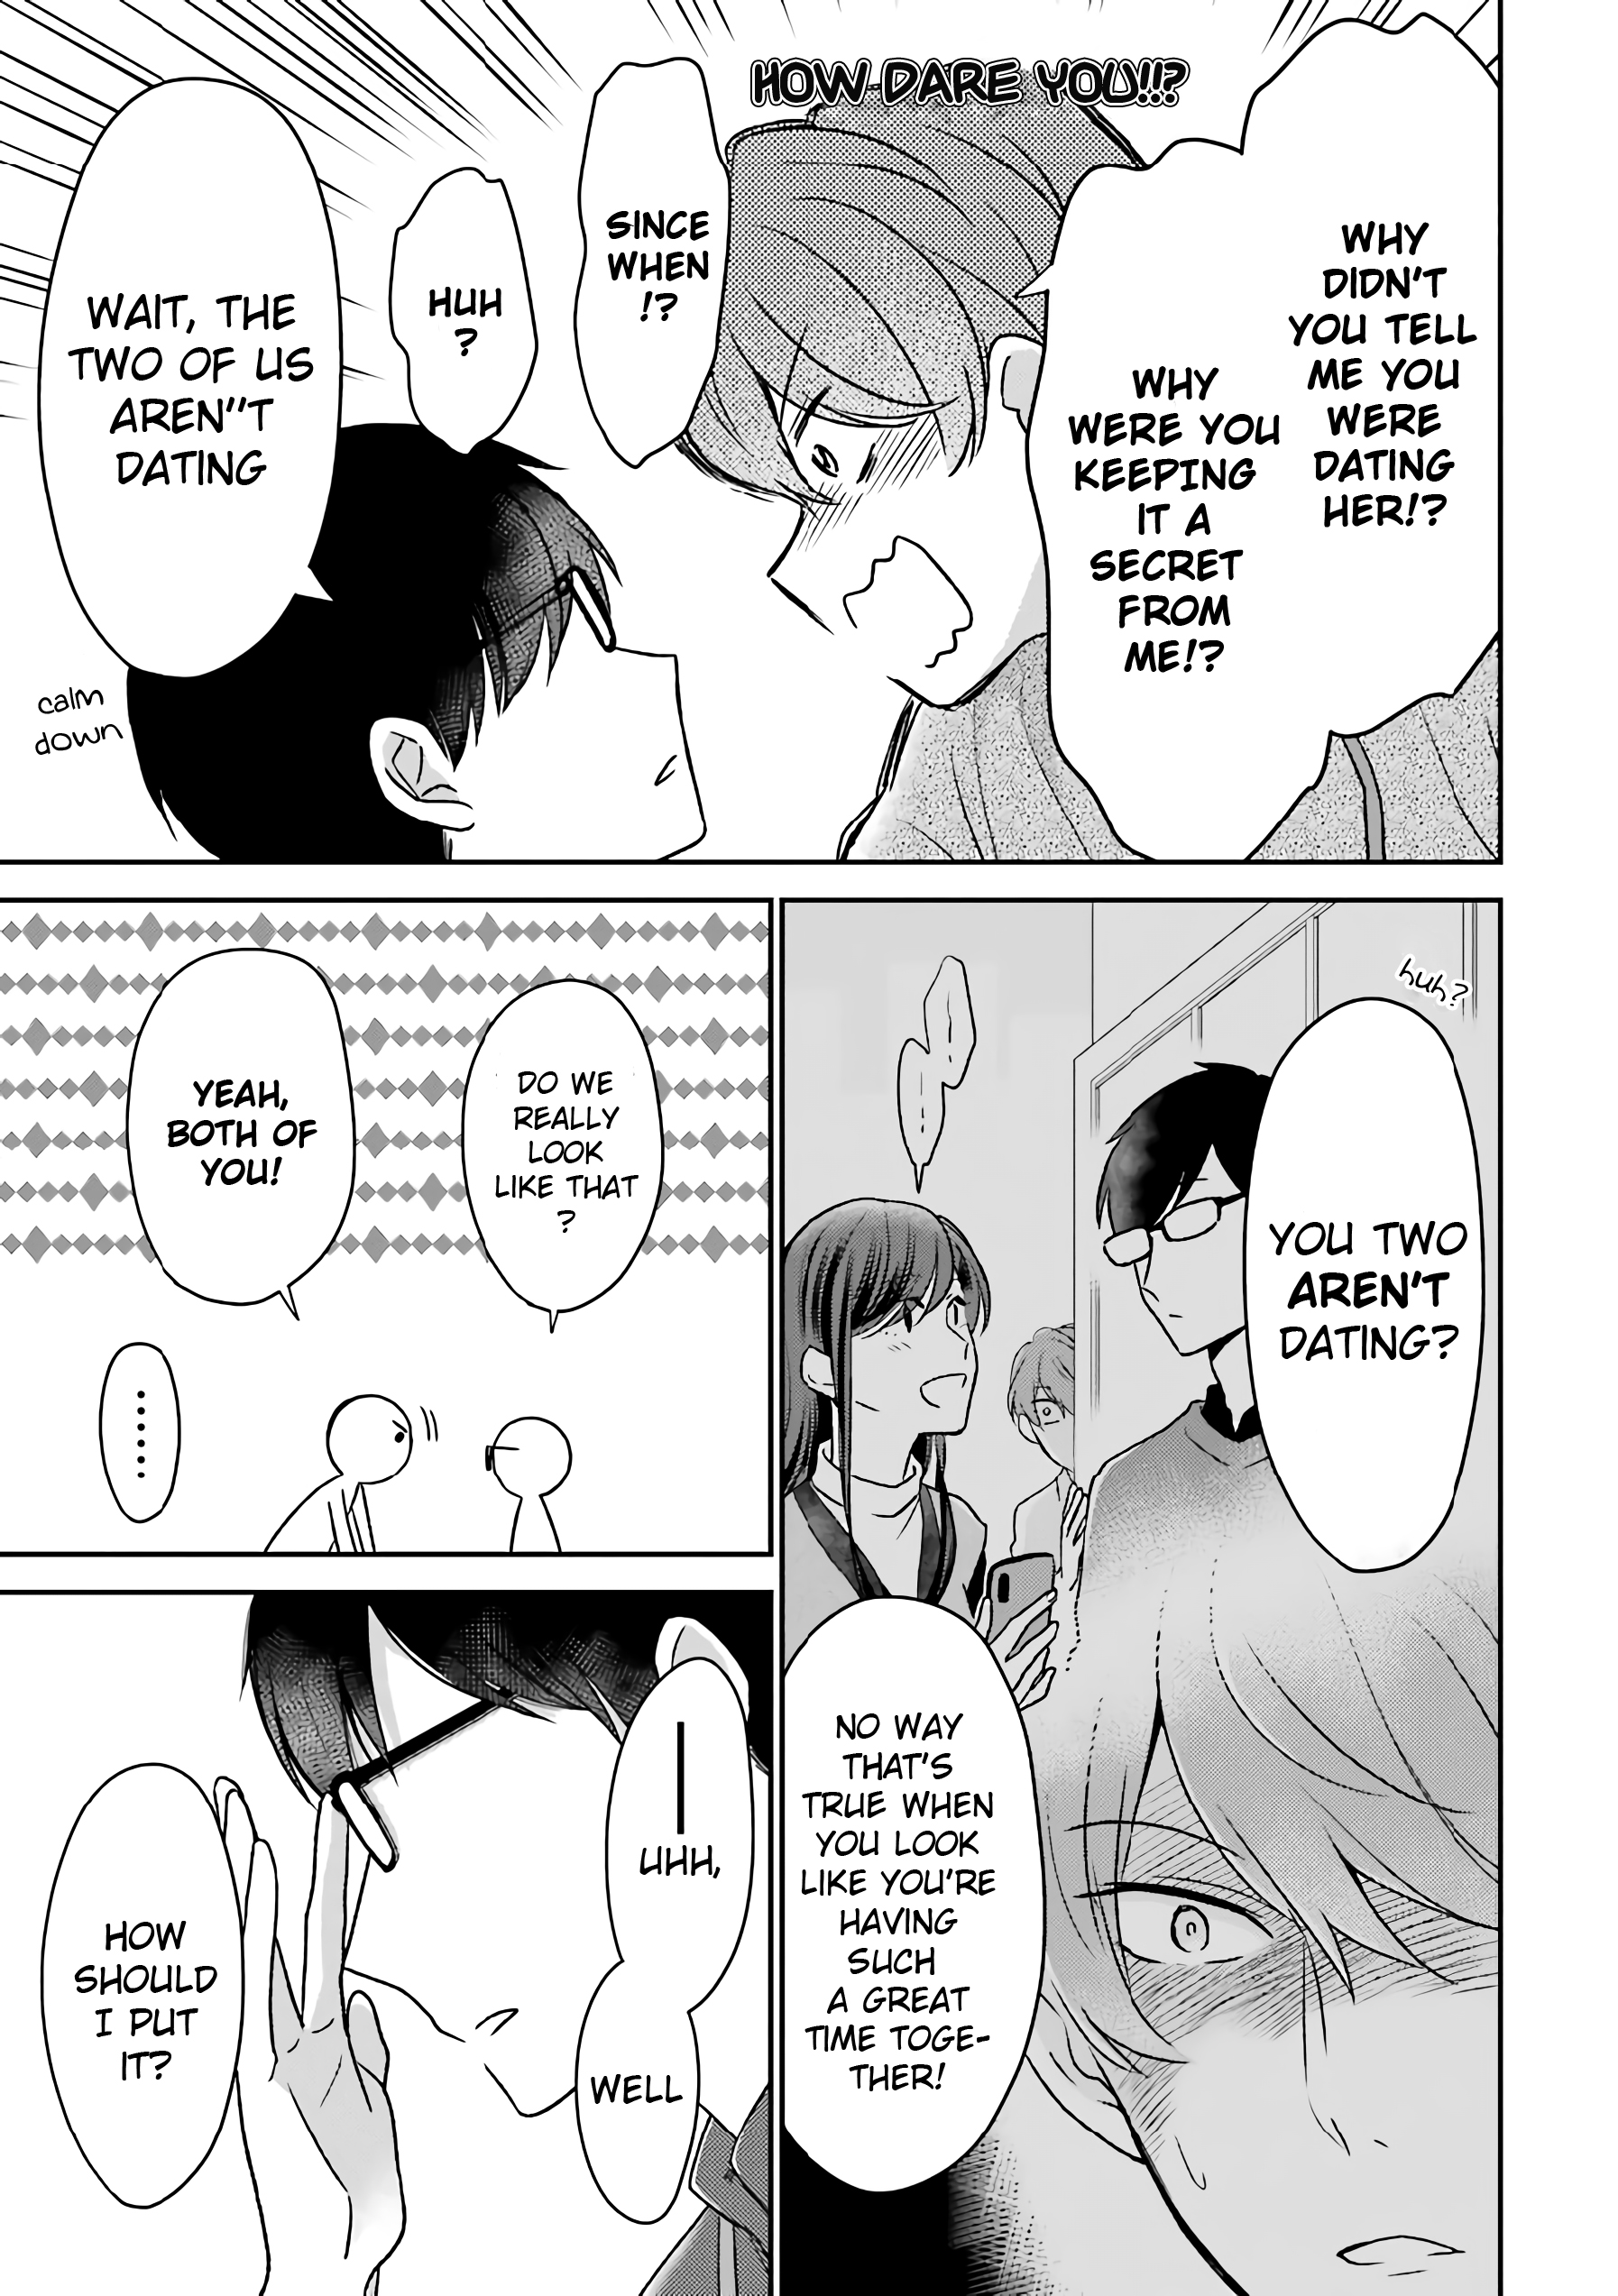 HOW DARE YOU!!!?
WHY
DIDN'T
YOU TELL
ME YOU
WERE
DATING
HER!?
WHY
WERE YOU
KEEPING
IT A
SECRET
FROM
ME!?
SINCE
WHEN
!?
HUH
?
WAIT, THE
TWO OF US
AREN''T
DATING
calm
down
huh?
YOU TWO
AREN'T
DATING?
NO WAY
THAT'S
TRUE WHEN
YOU LOOK
LIKE YOU'RE
HAVING
SUCH
A GREAT
TIME TOGE-
THER!
DO WE
REALLY
LOOK
LIKE THAT
?
YEAH,
BOTH OF
YOU!
UHH,
WELL
HOW
SHOULD
I PUT
IT?